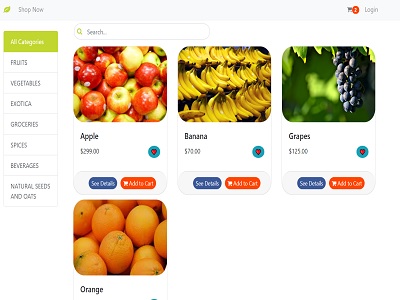 Shop Now
2
Login
Search..
All Categories
FRUITS
VEGETABLES
EXOTICA
GROCERIES
SPICES
BEVERAGES
NATURAL SEEDS
AND OATS
Apple
$299.00
See Details
Add to Cart
Banana
$70.00
See Details
Add to Cart
Grapes
$125.00
See Details
Add to Cart
Orange